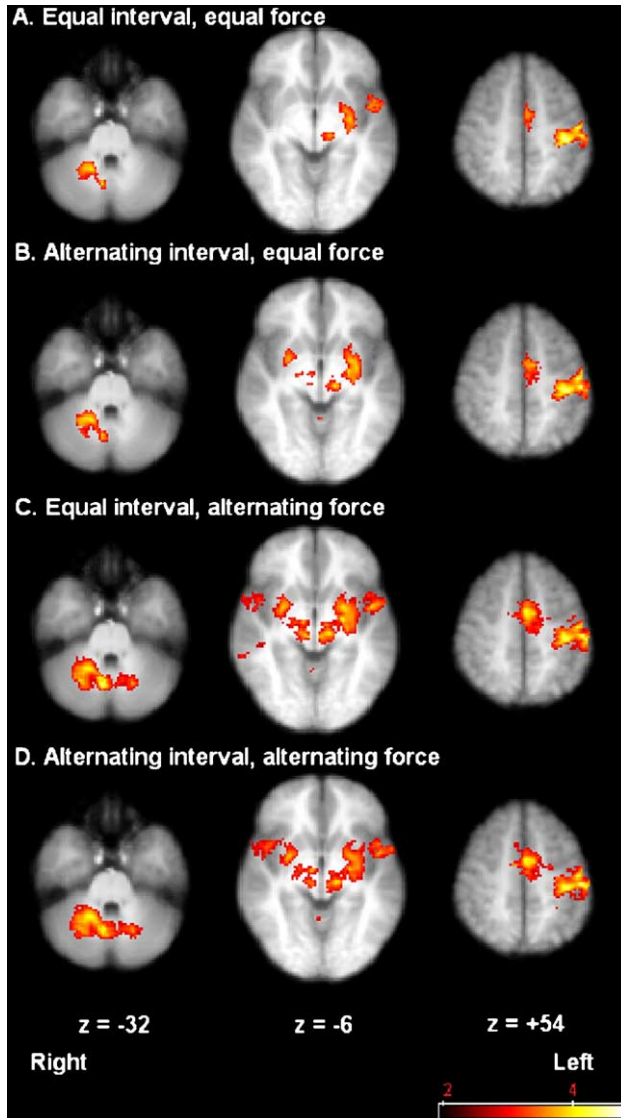 A. Equal interval, equal force
B. Alternating interval, equal force
C. Equal interval, alternating force
D. Alternating interval, alternating force
z = -32 z = -6 z = +54
Right Left
2 4